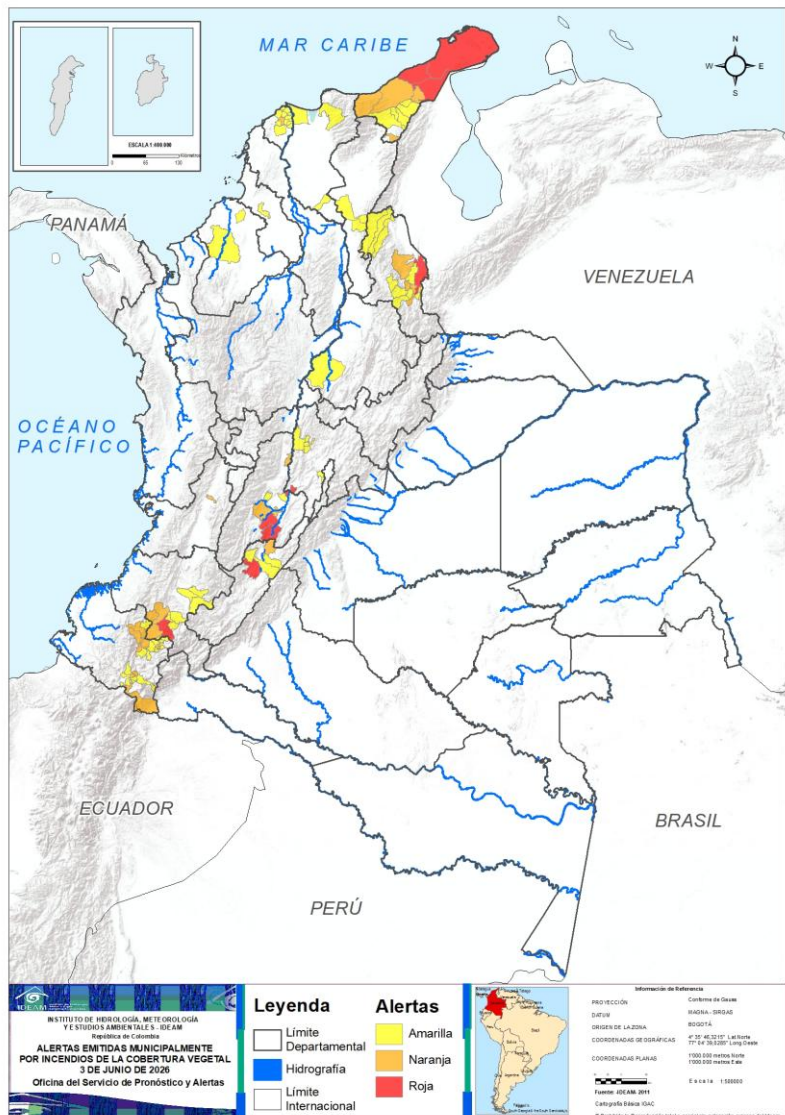 MAR CARIBE
N
W
E
S
ESCALA 1:400.000
PANAMÁ
VENEZUELA
OCÉANO
PACÍFICO
ECUADOR
BRASIL
PERÚ
IDEAM
INSTITUTO DE HIDROLOGÍA, METEOROLOGÍA
Y ESTUDIOS AMBIENTALES - IDEAM
República de Colombia
ALERTAS EMITIDAS MUNICIPALMENTE
POR INCENDIOS DE LA COBERTURA VEGETAL
3 DE JUNIO DE 2026
Oficina del Servicio de Pronóstico y Alertas
Leyenda
Límite
Departamental
Hidrografía
Límite
Internacional
Alertas
Amarilla
Naranja
Roja
Información de Referencia
PROYECCIÓN
Conforme de Gauss
DATUM
MAGNA - SIRGAS
ORIGEN DE LA ZONA
BOGOTÁ
COORDENADAS GEOGRÁFICAS
COORDENADAS PLANAS
1'000.000 metros Norte
1'000.000 metros Este
Fuente: IDEAM. 2011
Cartografía Básica IGAC